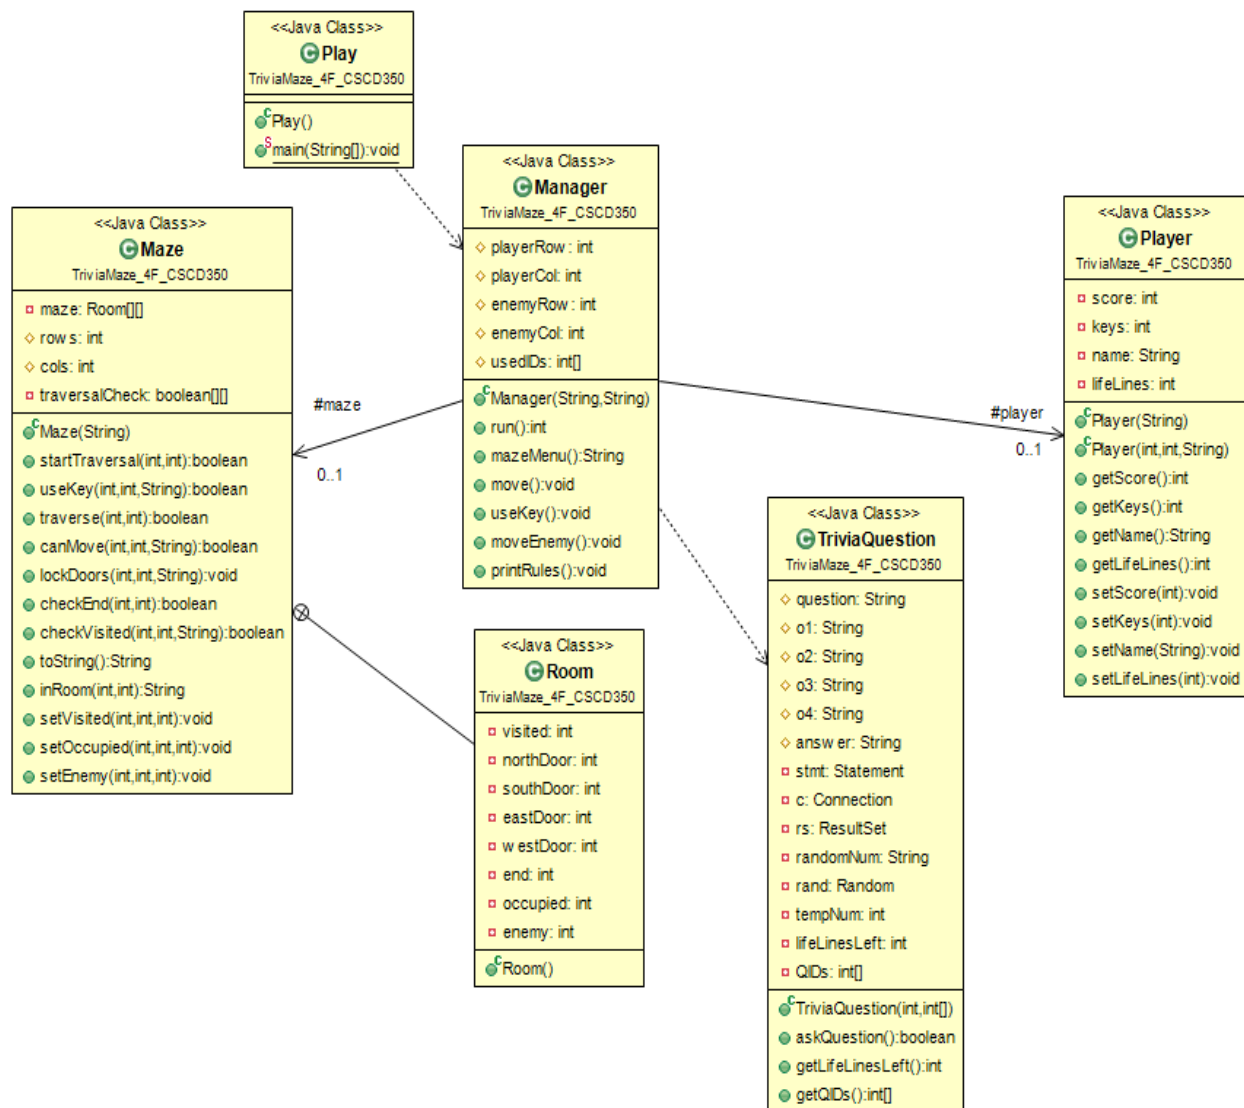 <<Java Class>>
Play
TriviaMaze_4F_CSCD350
Play()
main(String[]):void
<<Java Class>>
Manager
TriviaMaze_4F_CSCD350
playerRow: int
playerCol: int
enemyRow: int
enemyCol: int
usedIDs: int[]
Manager(String,String)
run():int
mazeMenu():String
move():void
useKey():void
moveEnemy():void
printRules():void
<<Java Class>>
Maze
TriviaMaze_4F_CSCD350
maze: Room[][]
rows: int
cols: int
traversalCheck: boolean[][]
Maze(String)
startTraversal(int,int):boolean
useKey(int,int,String):boolean
traverse(int,int):boolean
canMove(int,int,String):boolean
lockDoors(int,int,String):void
checkEnd(int,int):boolean
checkVisited(int,int,String):boolean
toString():String
inRoom(int,int):String
setVisited(int,int,int):void
setOccupied(int,int,int):void
setEnemy(int,int,int):void
#maze
0..1
#player
0..1
<<Java Class>>
Player
TriviaMaze_4F_CSCD350
score: int
keys: int
name: String
lifeLines: int
Player(String)
Player(int,int,String)
getScore():int
getKeys():int
getName():String
getLifeLines():int
setScore(int):void
setKeys(int):void
setName(String):void
setLifeLines(int):void
<<Java Class>>
Room
TriviaMaze_4F_CSCD350
visited: int
northDoor: int
southDoor: int
eastDoor: int
westDoor: int
end: int
occupied: int
enemy: int
Room()
<<Java Class>>
TriviaQuestion
TriviaMaze_4F_CSCD350
question: String
o1: String
o2: String
o3: String
o4: String
answer: String
stmt: Statement
c: Connection
rs: ResultSet
randomNum: String
rand: Random
tempNum: int
lifeLinesLeft: int
QIDs: int[]
TriviaQuestion(int,int[])
askQuestion():boolean
getLifeLinesLeft():int
getQIDs():int[]